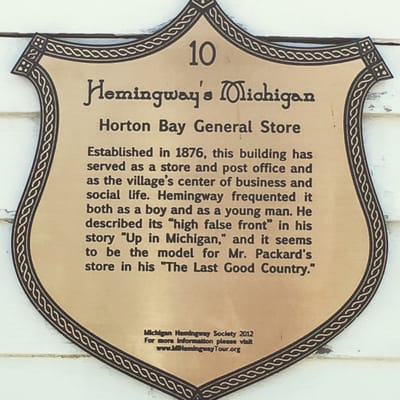 10
Hemingway's Michigan
Horton Bay General Store
Established in 1876, this building has
served as a store and post office and
as the village's center of business and
social life. Hemingway frequented it
both as a boy and as a young man. He
described its "high false front" in his
story "Up in Michigan," and it seems
to be the model for Mr. Packard's
store in his "The Last Good Country."
Michigan Hemingway Society 2012
For more information please visit
www.MIHemingwayTour.org